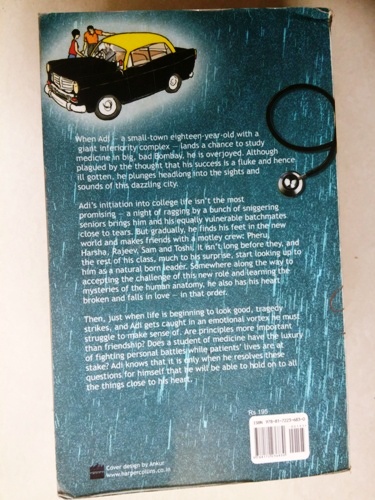 When Adi – a small-town eighteen-year-old with a
giant inferiority complex – lands a chance to study
medicine in big, bad Bombay, he is overjoyed. Although
plagued by the thought that his success is a fluke and hence
ill gotten, he plunges headlong into the sights and
sounds of this dazzling city.
Adi's initiation into college life isn't the most
promising – a night of ragging by a bunch of sniggering
seniors brings him and his equally vulnerable batchmates
close to tears. But gradually, he finds his feet in the new
world and makes friends with a motley crew: Pheru,
Harsha, Rajeev, Sam and Toshi. It isn't long before they, and
the rest of his class, much to his surprise, start looking up to
him as a natural born leader. Somewhere along the way to
accepting the challenge of this new role and learning the
mysteries of the human anatomy, he also has his heart
broken and falls in love – in that order.
Then, just when life is beginning to look good, tragedy
strikes, and Adi gets caught in an emotional vortex he must
struggle to make sense of. Are principles more important
than friendship? Does a student of medicine have the luxury
of fighting personal battles while patients' lives are at
stake? Adi knows that it is only when he resolves these
questions for himself that he will be able to hold on to all
the things close to his heart.
Rs 195
ISBN
Cover design by Ankur
www.harpercollins.co.in